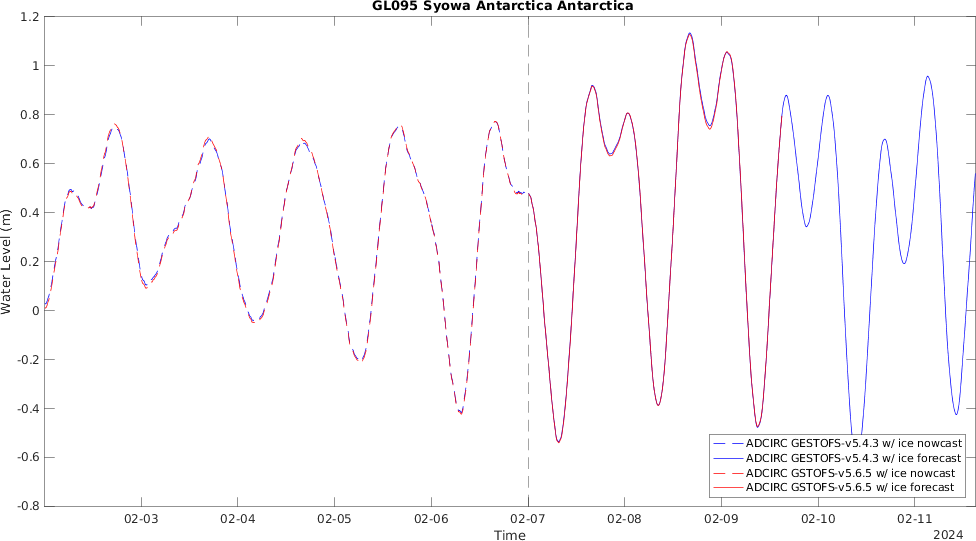 GL095 Syowa Antarctica Antarctica
1.2
1
0.8
0.6
0.4
0.2
0
-0.2
-0.4
-0.6
-0.8
Water Level (m)
02-03 02-04 02-05 02-06 02-07 02-08 02-09 02-10 02-11
Time
2024
ADCIRC GESTOFS-v5.4.3 w/ ice nowcast
ADCIRC GESTOFS-v5.4.3 w/ ice forecast
ADCIRC GSTOFS-v5.6.5 w/ ice nowcast
ADCIRC GSTOFS-v5.6.5 w/ ice forecast